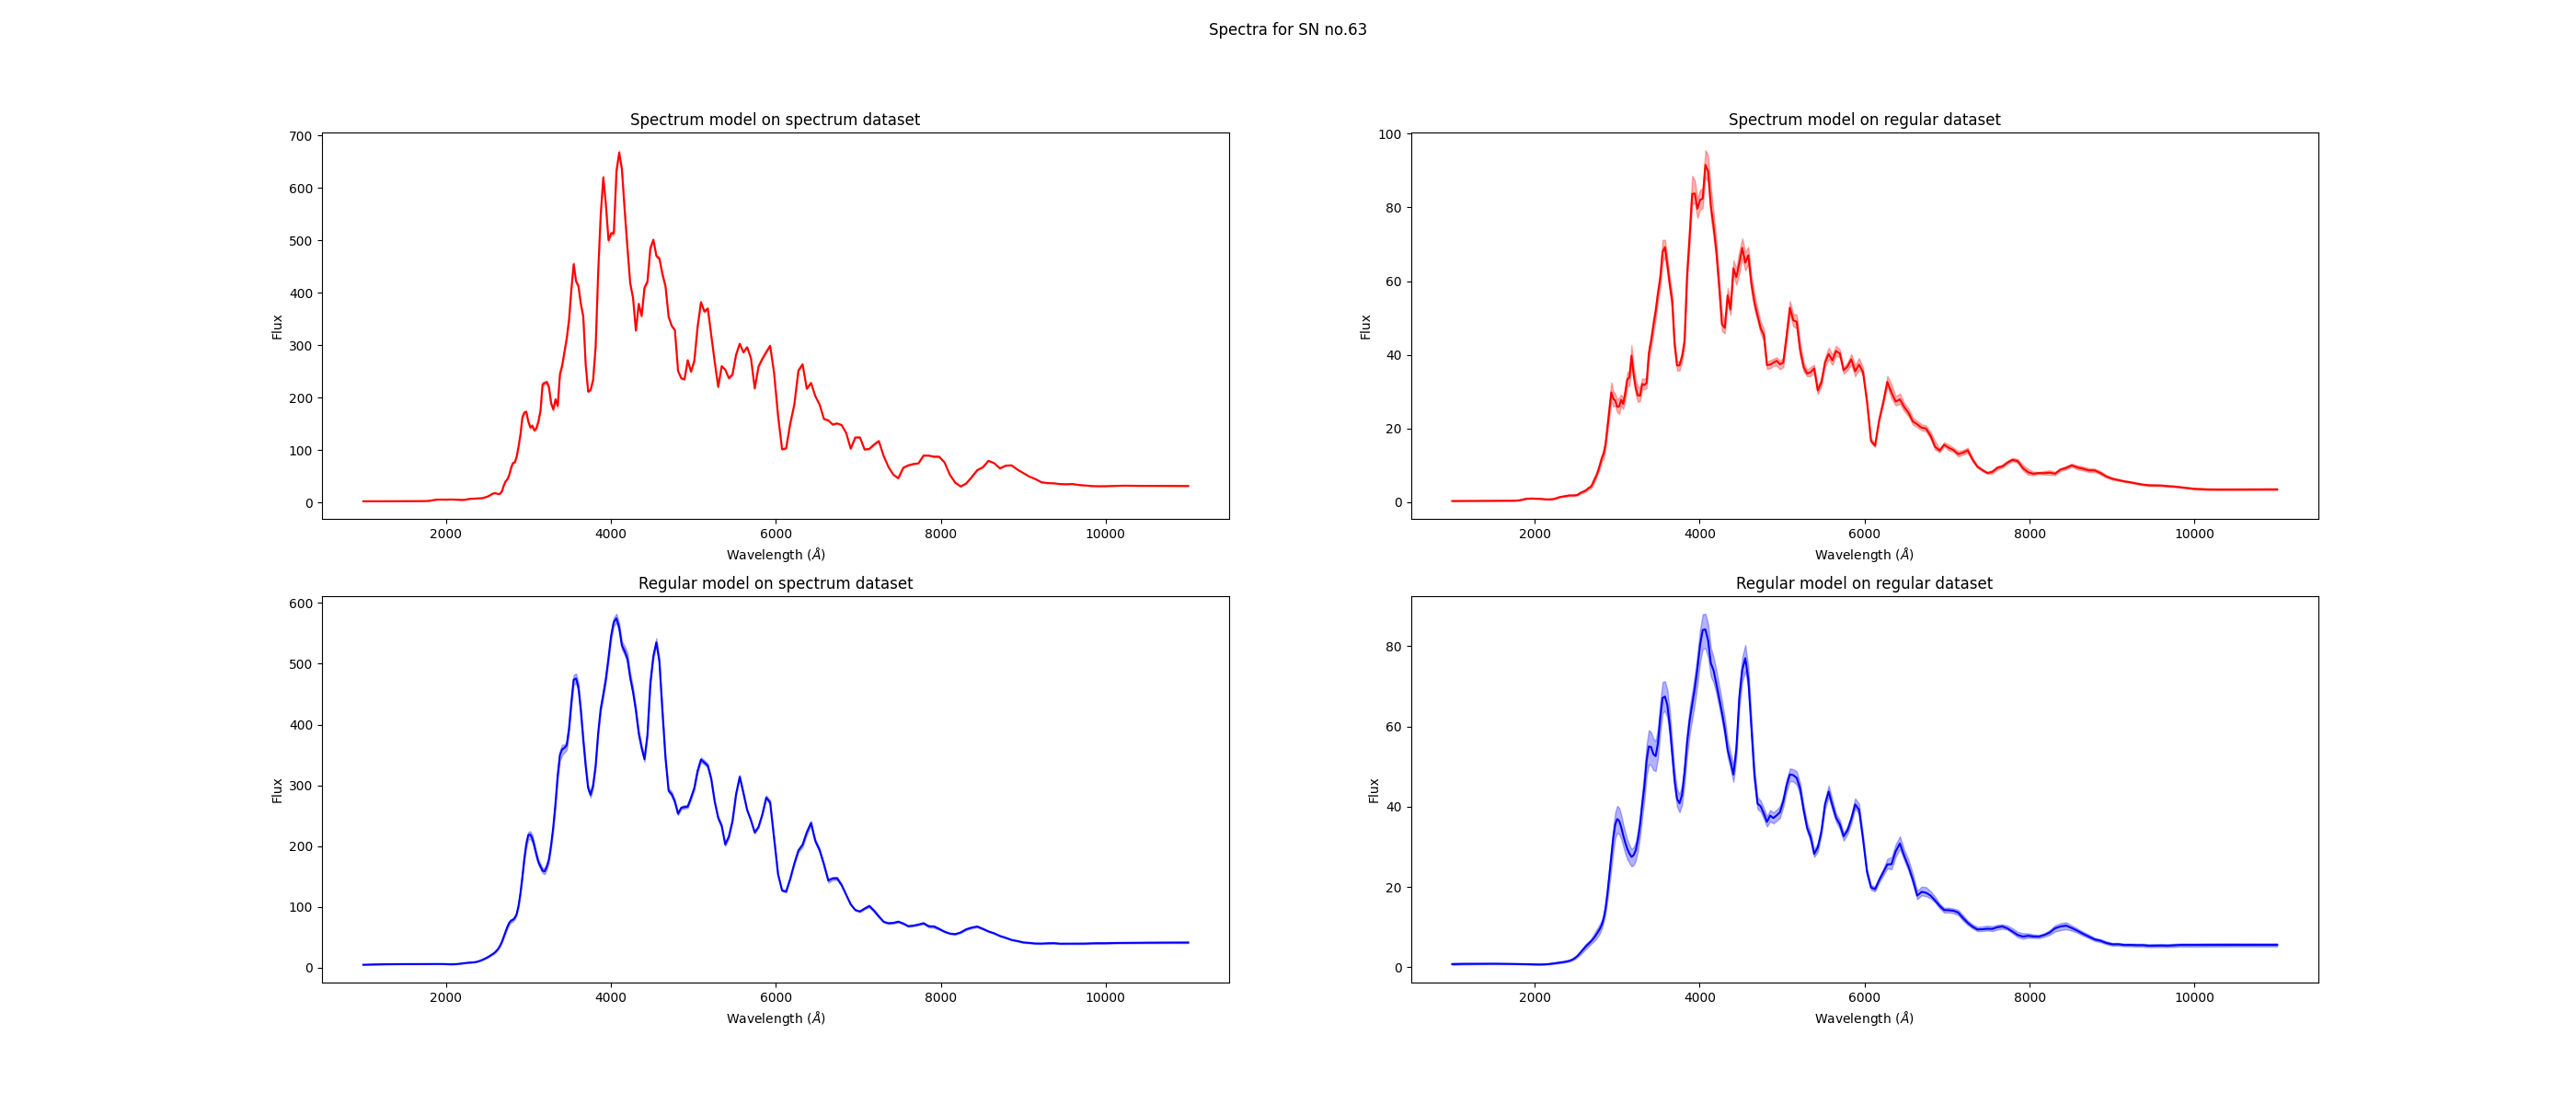 Spectra for SN no.63
Spectrum model on spectrum dataset
700
600
500
400
300
200
100
0
Flux
2000 4000 6000 8000 10000
Wavelength (Å)
Spectrum model on regular dataset
100
80
60
40
20
0
Flux
2000 4000 6000 8000 10000
Wavelength (Å)
Regular model on spectrum dataset
600
500
400
300
200
100
0
Flux
2000 4000 6000 8000 10000
Wavelength (Å)
Regular model on regular dataset
80
60
40
20
0
Flux
2000 4000 6000 8000 10000
Wavelength (Å)